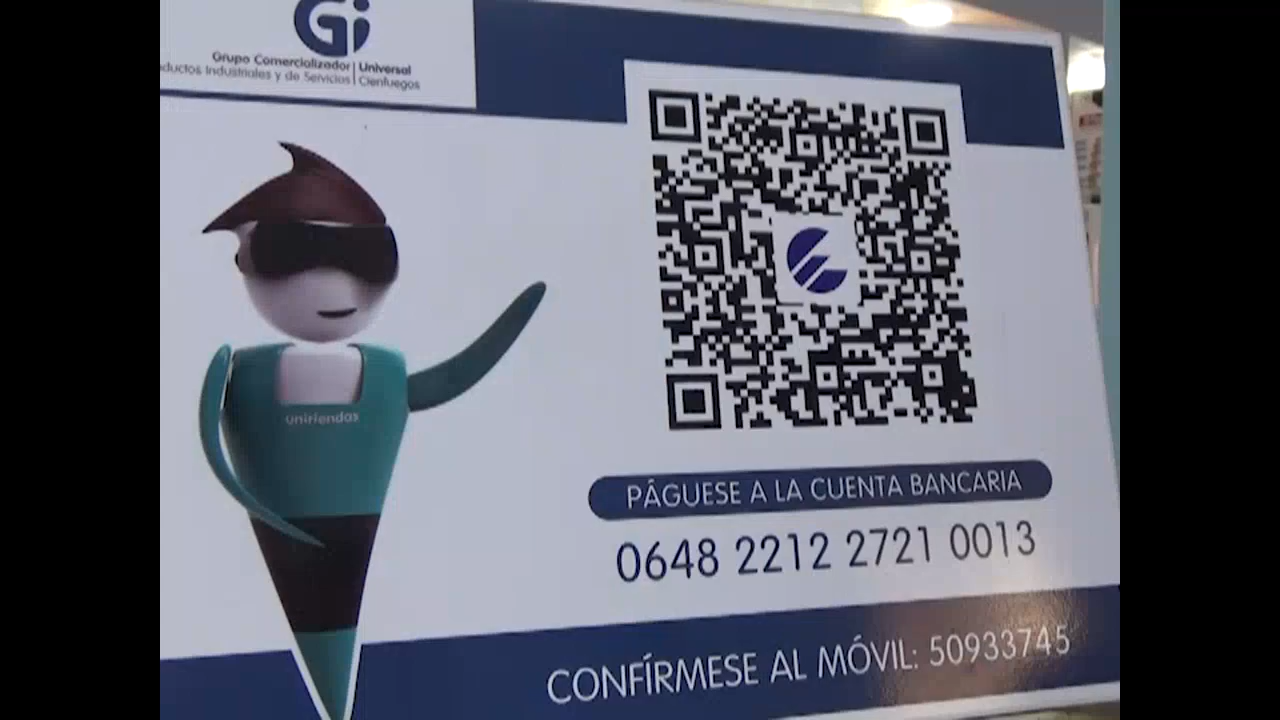 Gi
Grupo Comercializador | Universal
ductos Industriales y de Servicios | Cienfuegos
uniriendas
PÁGUESE A LA CUENTA BANCARIA
0648 2212 2721 0013
CONFÍRMESE AL MÓVIL: 50933745